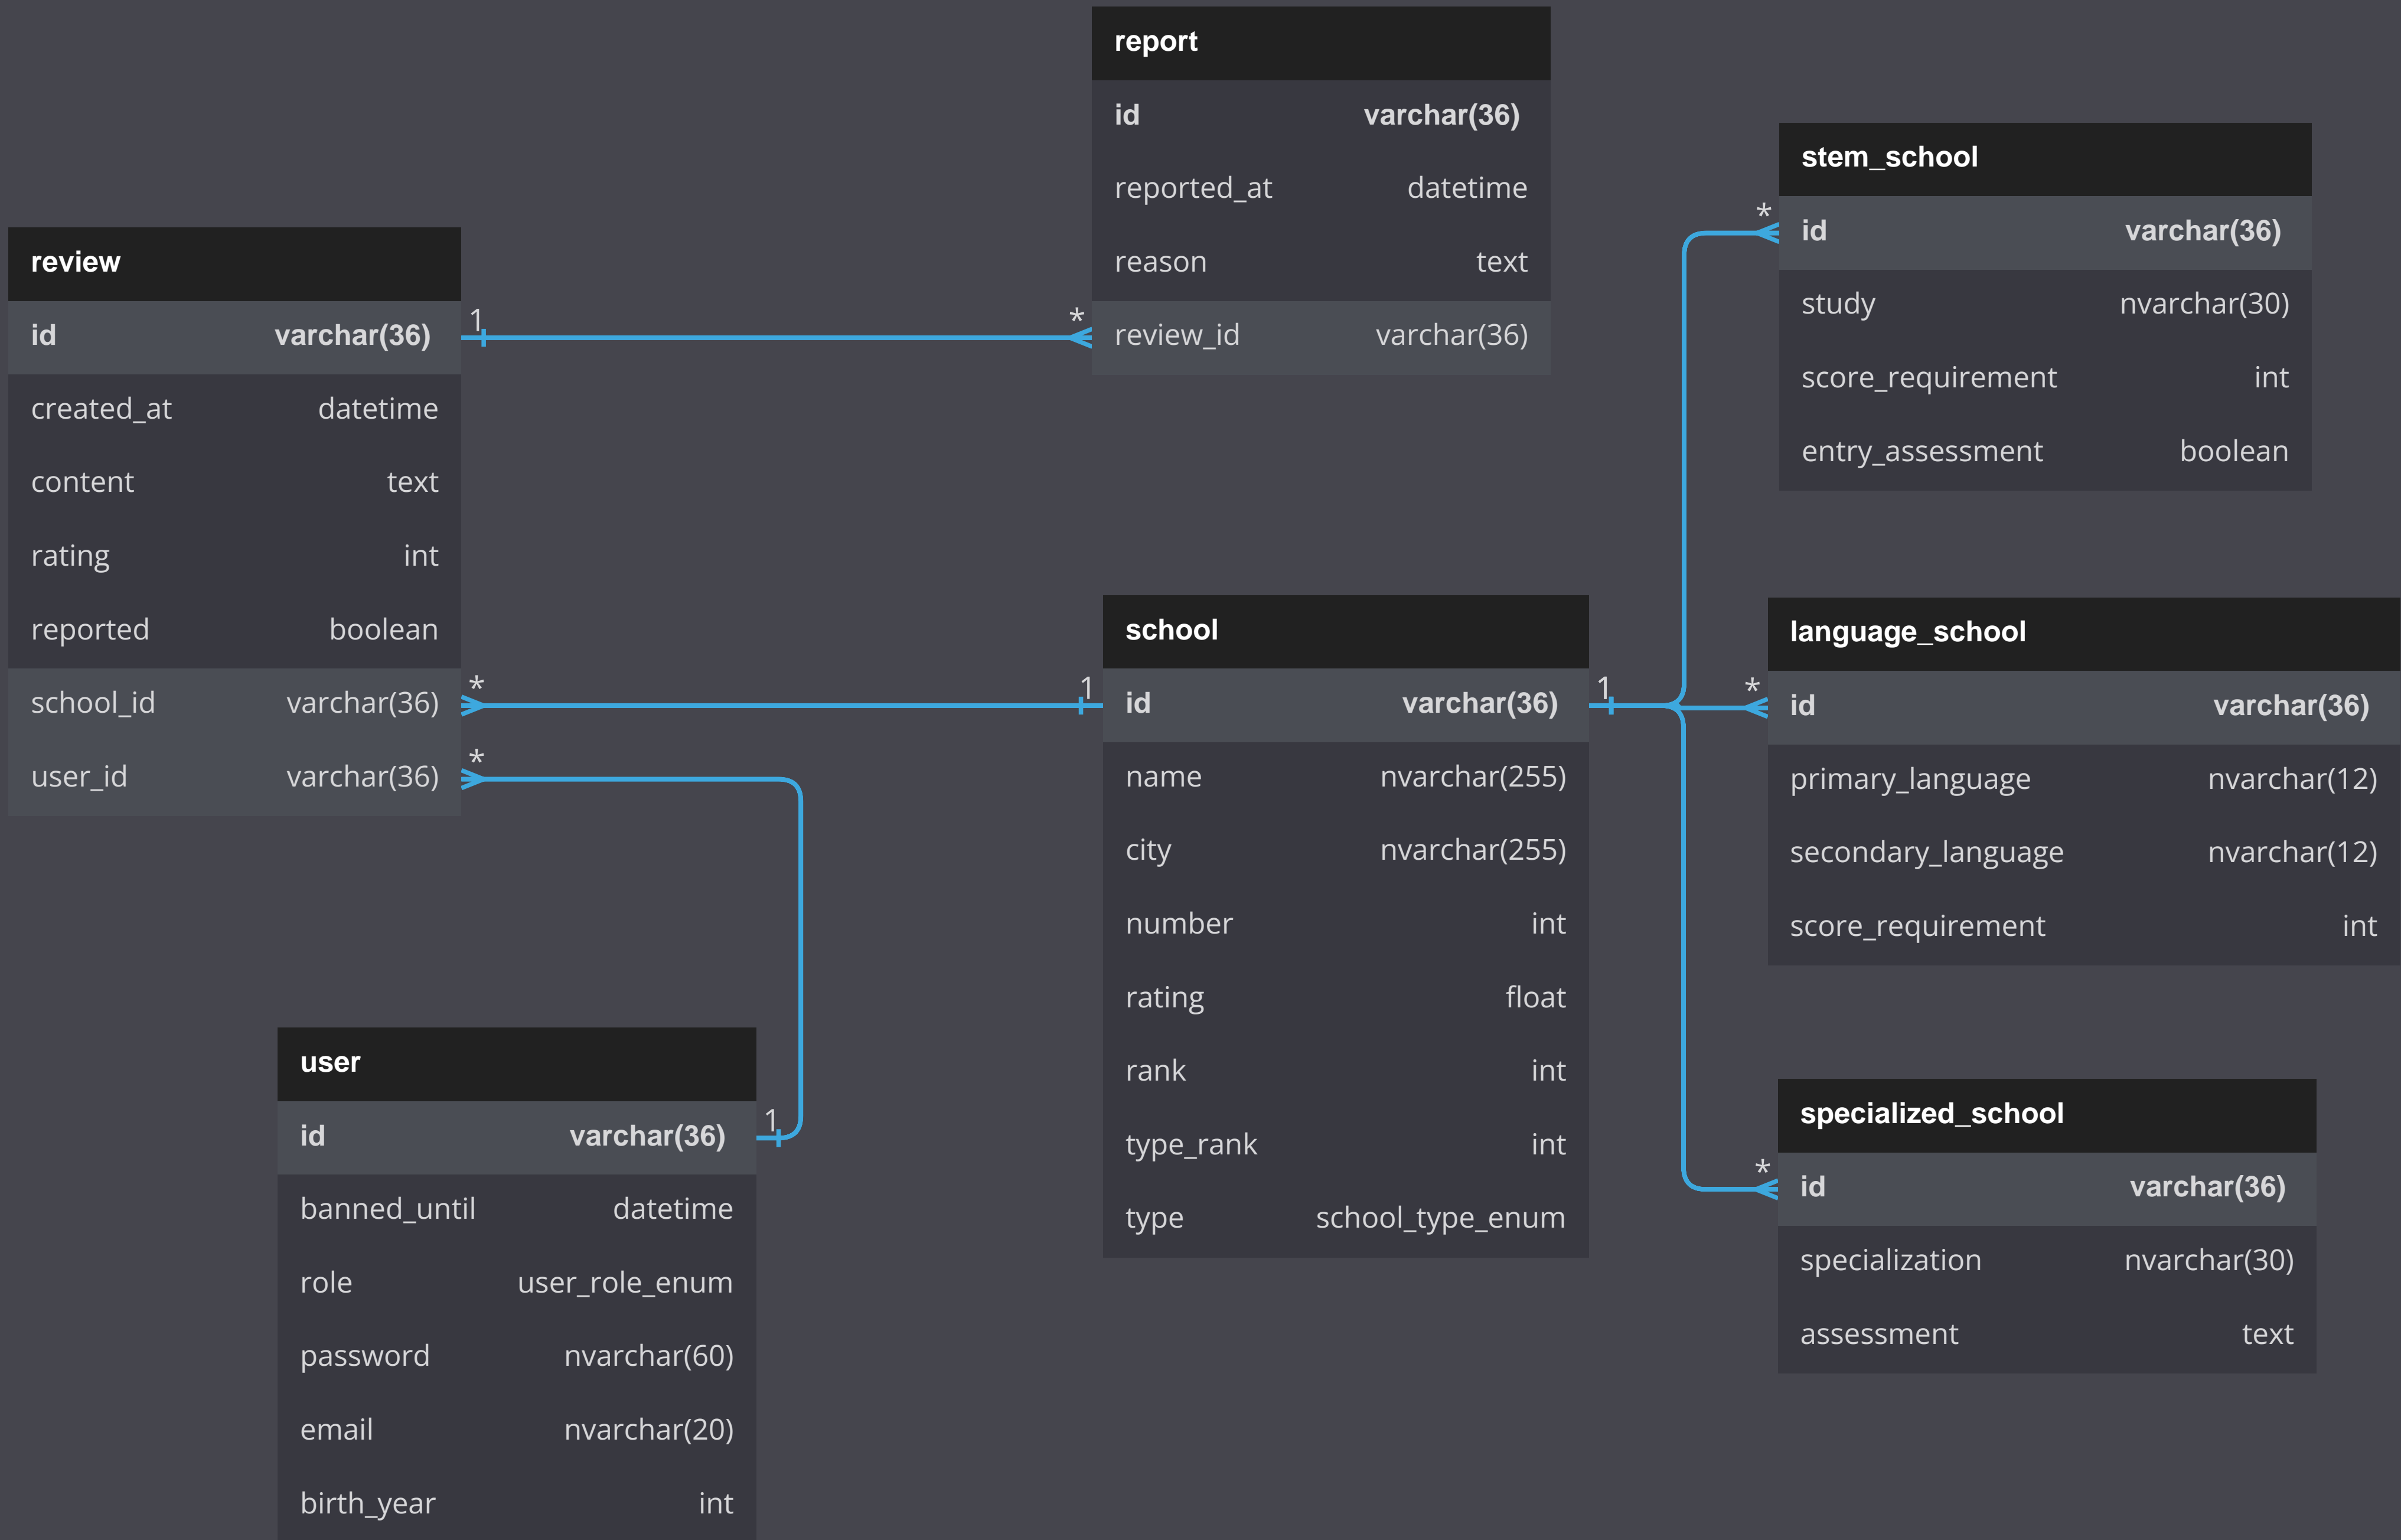 report
id varchar(36)
reported_at datetime
reason text
review_id varchar(36)
stem_school
id varchar(36)
study nvarchar(30)
score_requirement int
entry_assessment boolean
review
id varchar(36)
created_at datetime
content text
rating int
reported boolean
school_id varchar(36)
user_id varchar(36)
1
*
*
1
*
1
school
id varchar(36)
name nvarchar(255)
city nvarchar(255)
number int
rating float
rank int
type_rank int
type school_type_enum
1
*
*
*
language_school
id varchar(36)
primary_language nvarchar(12)
secondary_language nvarchar(12)
score_requirement int
user
id varchar(36)
banned_until datetime
role user_role_enum
password nvarchar(60)
email nvarchar(20)
birth_year int
specialized_school
id varchar(36)
specialization nvarchar(30)
assessment text